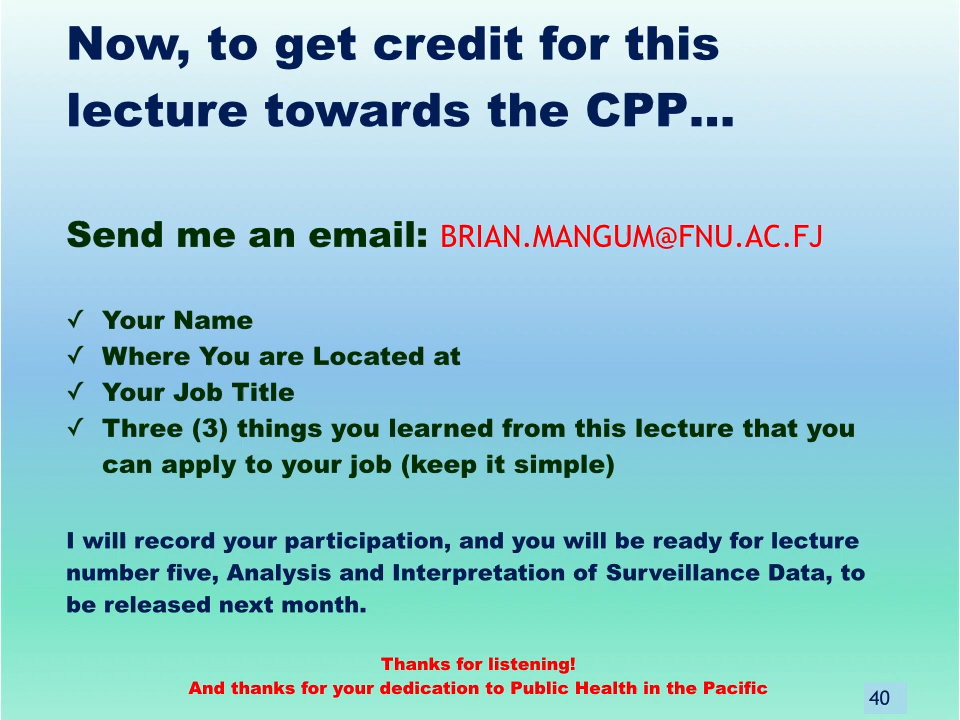 Now, to get credit for this
lecture towards the CPP...
Send me an email: BRIAN.MANGUM@FNU.AC.FJ
✓ Your Name
✓ Where You are Located at
✓ Your Job Title
✓ Three (3) things you learned from this lecture that you
can apply to your job (keep it simple)
I will record your participation, and you will be ready for lecture
number five, Analysis and Interpretation of Surveillance Data, to
be released next month.
Thanks for listening!
And thanks for your dedication to Public Health in the Pacific
40